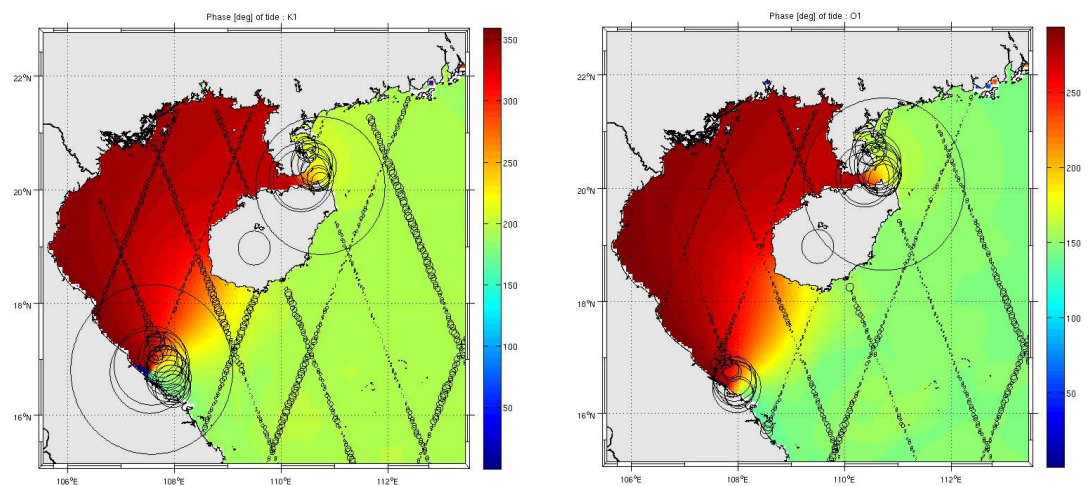 Phase [deg] of tide : K1
22°N
20°N
18°N
16°N
106°E
108°E
110°E
112°E
350
300
250
200
150
100
50
Phase [deg] of tide : O1
22°N
20°N
18°N
16°N
106°E
108°E
110°E
112°E
250
200
150
100
50